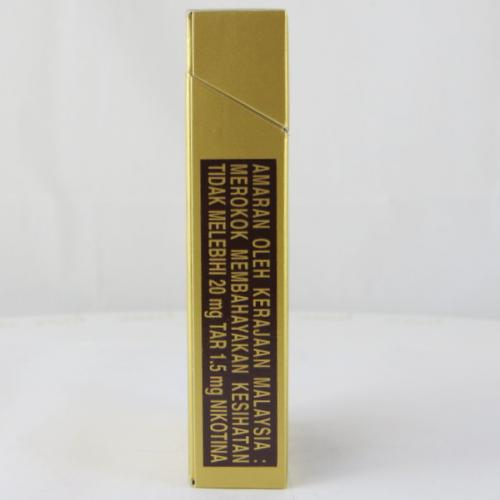 AMARAN OLEH KERAJAAN MALAYSIA :
MEROKOK MEMBAHAYAKAN KESIHATAN
TIDAK MELEBIHI 20 mg TAR 1.5 mg NIKOTINA